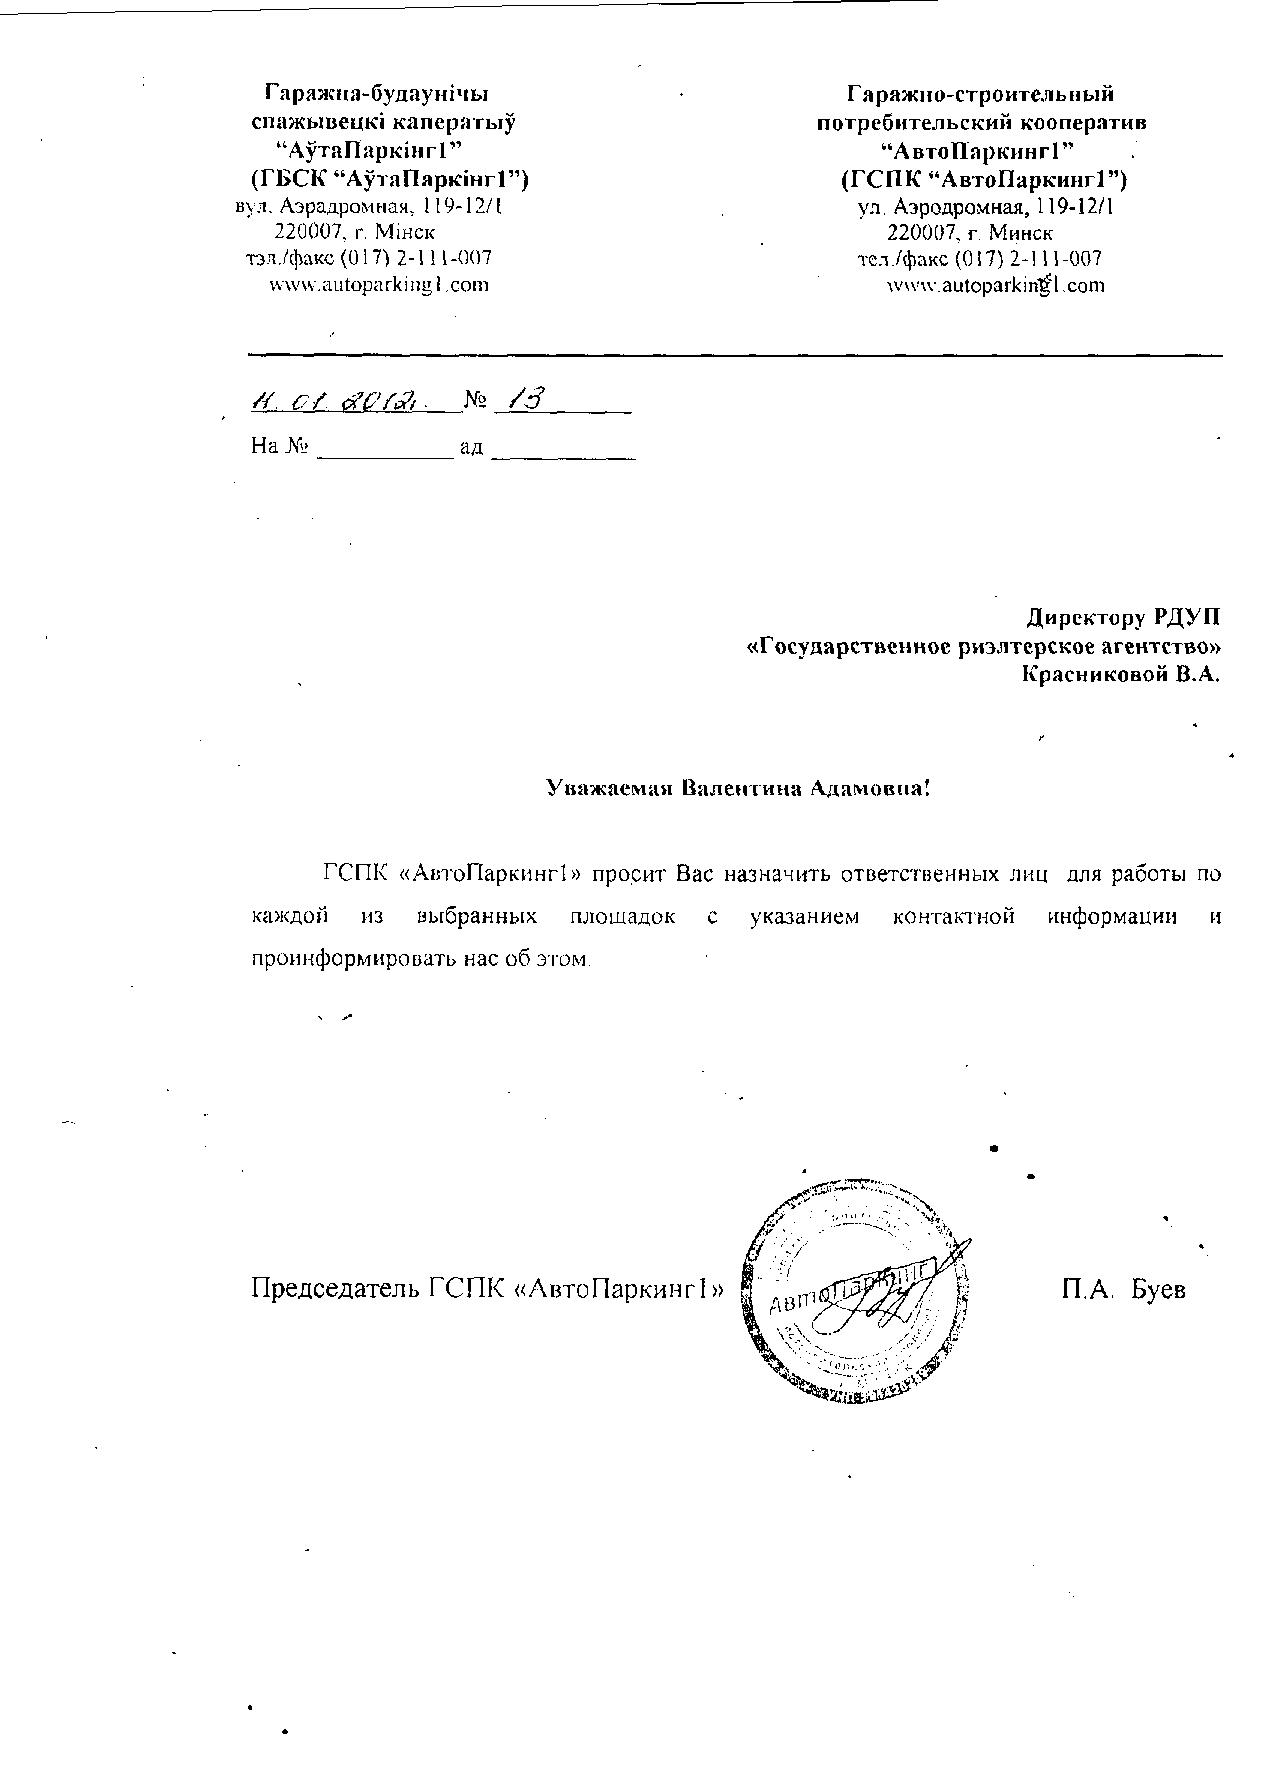 Гаражна-будаунічы
спажывецкі каператыў
“АўтаПаркінг1”
(ГБСК “АўтаПаркінг1”)
вул. Аэрадромная, 119-12/1
220007, г. Мінск
тэл./факс (017) 2-111-007
www.autoparking1.com
Гаражно-строительный
потребительский кооператив
“АвтоПаркинг1”
(ГСПК “АвтоПаркинг1”)
ул. Аэродромная, 119-12/1
220007, г. Минск
тел./факс (017) 2-111-007
www.autoparking1.com
11.01.2012г. № 13
На № ____________ ад ____________
Директору РДУП
«Государственное риэлтерское агентство»
Красниковой В.А.
Уважаемая Валентина Адамовна!
ГСПК «АвтоПаркинг1» просит Вас назначить ответственных лиц для работы по
каждой из выбранных площадок с указанием контактной информации и
проинформировать нас об этом.
Председатель ГСПК «АвтоПаркинг1» П.А. Буев
АвтоПаркинг1